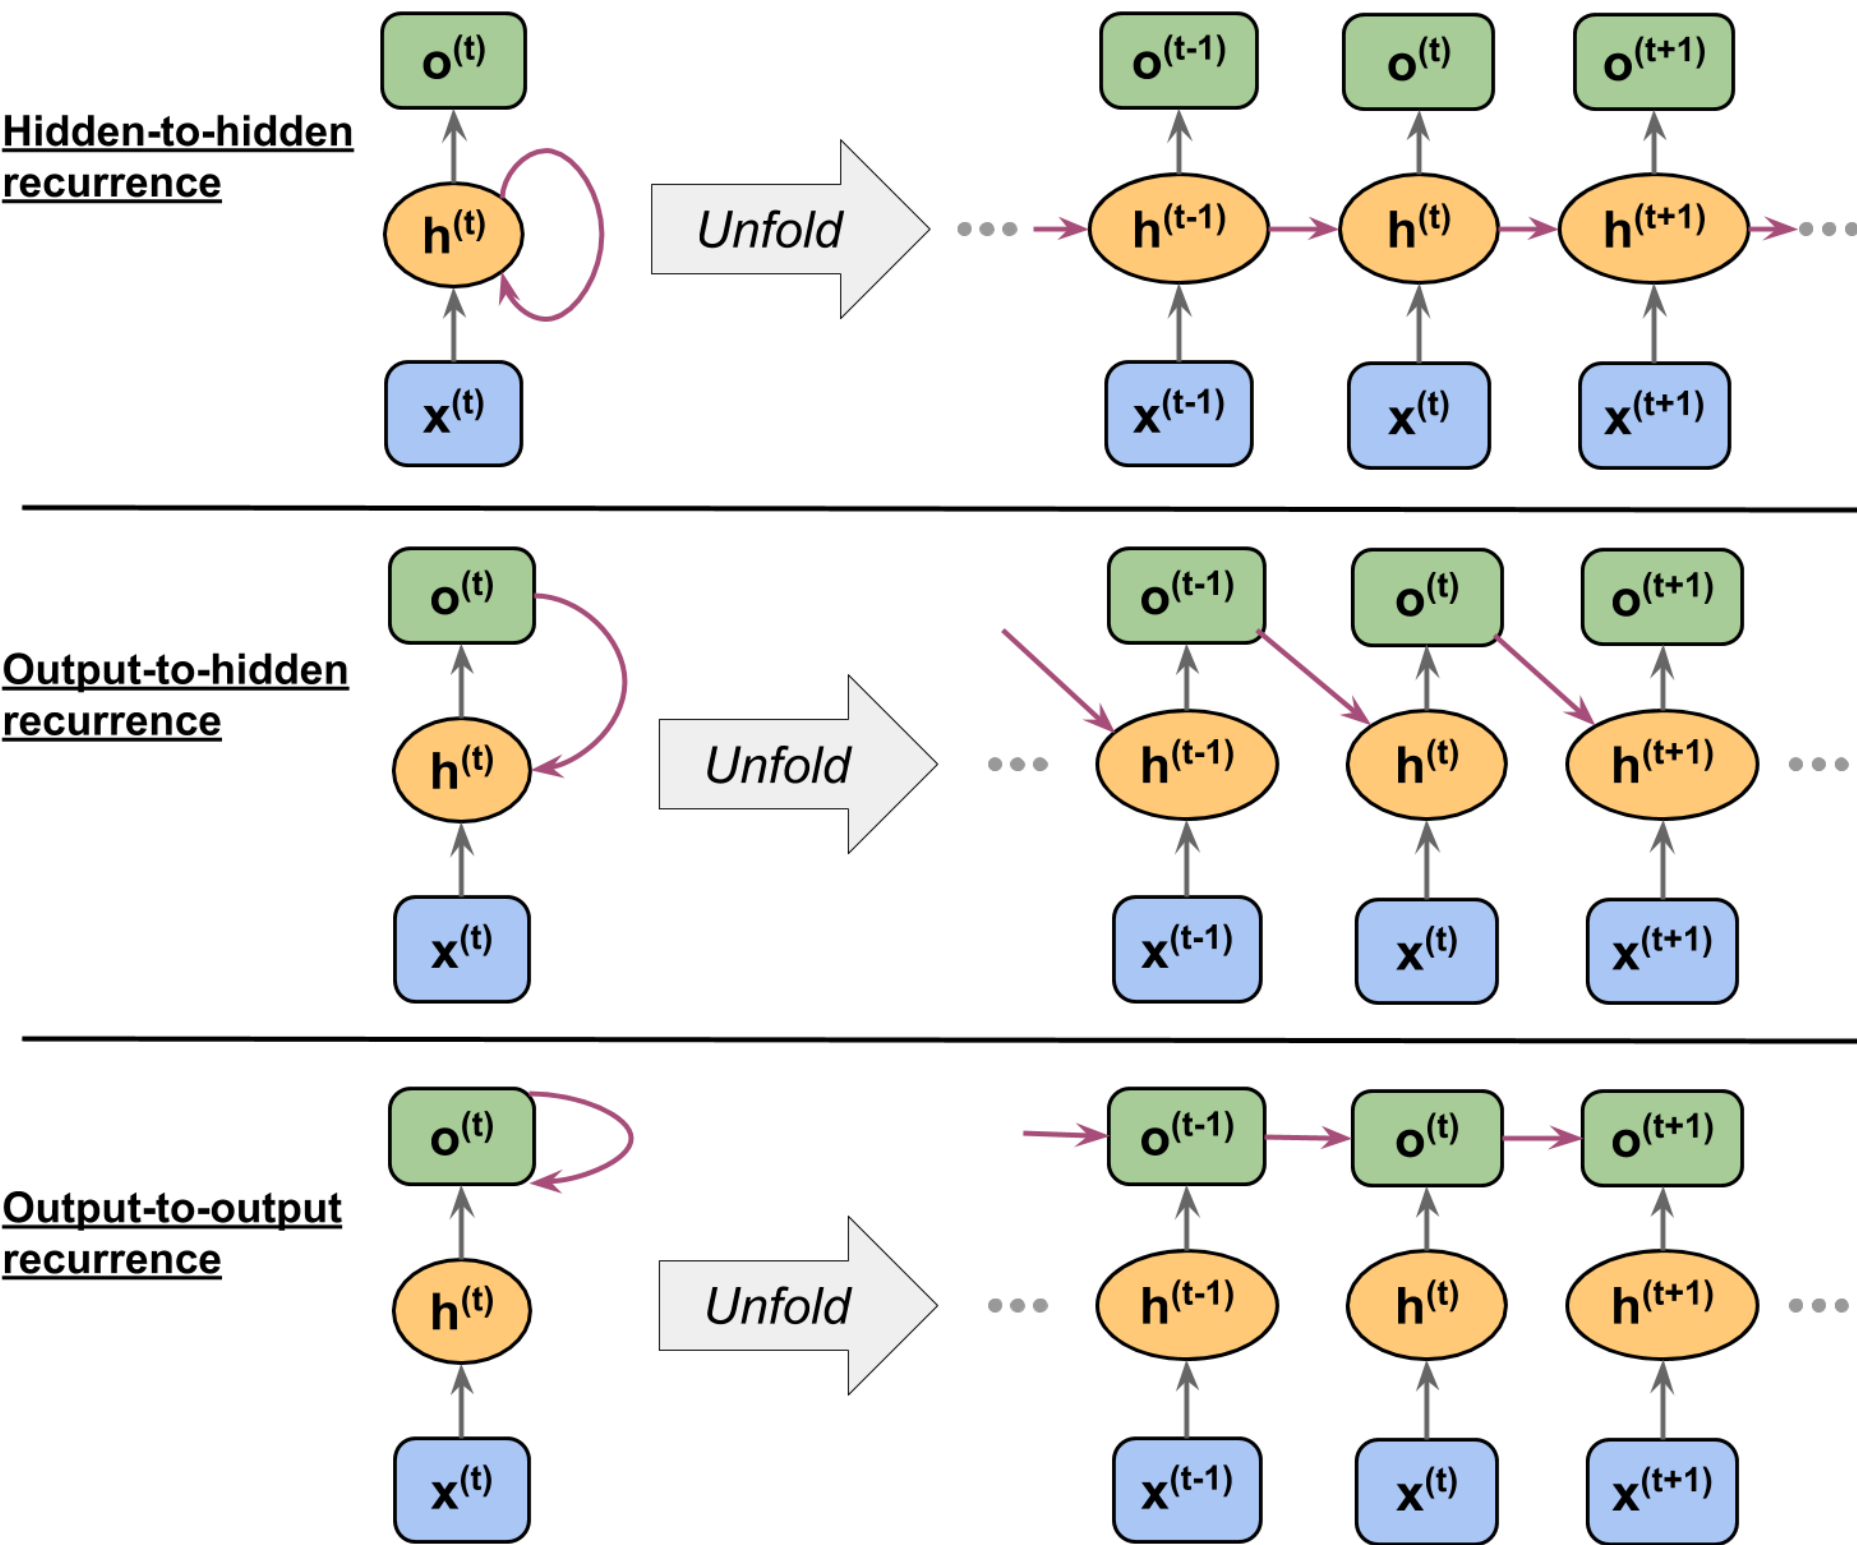 o(t)
o(t-1)
o(t)
o(t+1)
Hidden-to-hidden
recurrence
h(t)
Unfold
h(t-1)
h(t)
h(t+1)
x(t)
x(t-1)
x(t)
x(t+1)
o(t)
o(t-1)
o(t)
o(t+1)
Output-to-hidden
recurrence
h(t)
Unfold
h(t-1)
h(t)
h(t+1)
x(t)
x(t-1)
x(t)
x(t+1)
o(t)
o(t-1)
o(t)
o(t+1)
Output-to-output
recurrence
h(t)
Unfold
h(t-1)
h(t)
h(t+1)
x(t)
x(t-1)
x(t)
x(t+1)